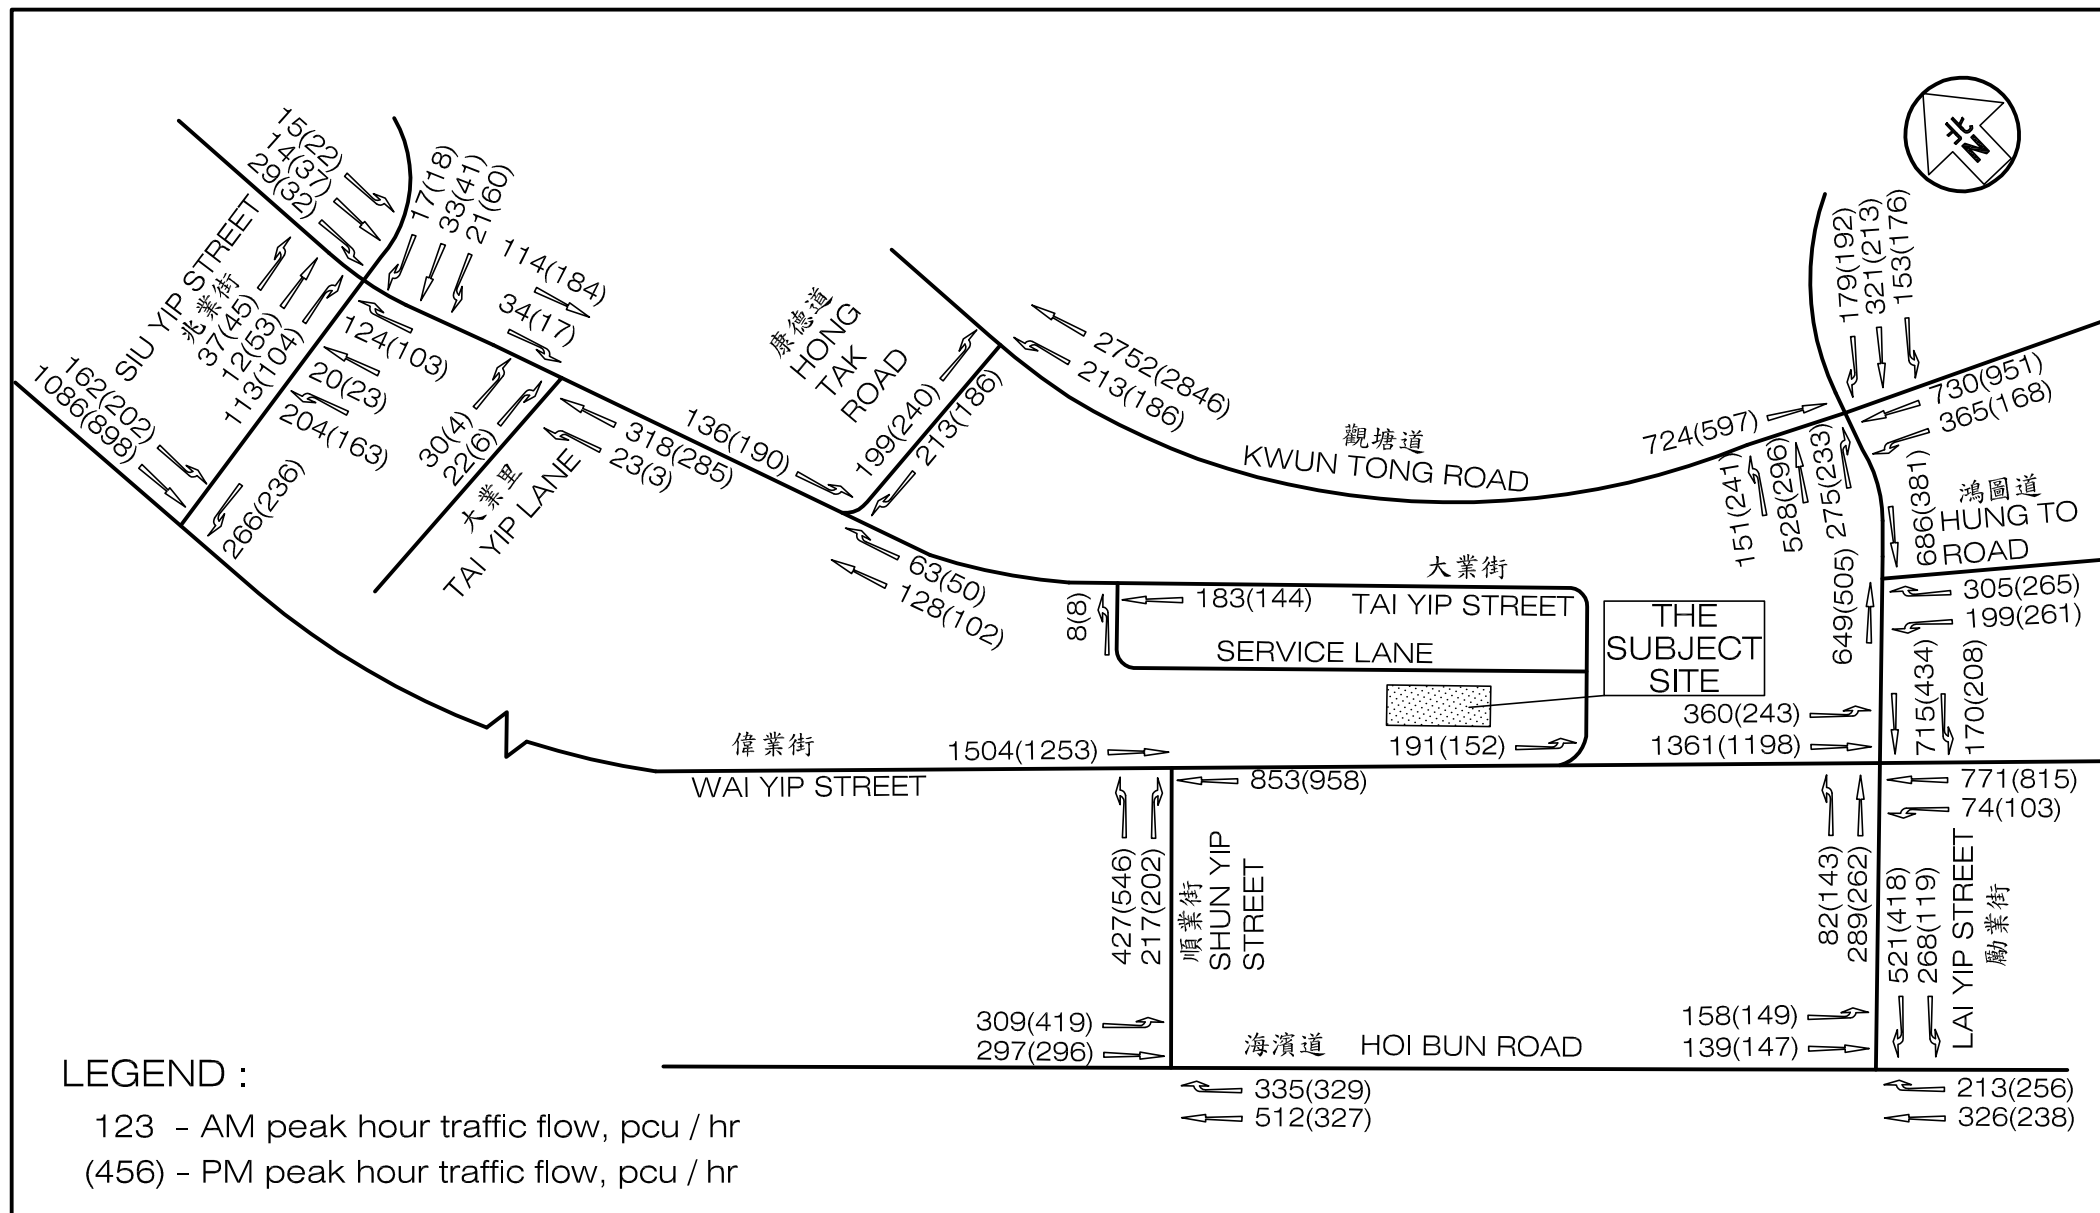 北
N
15(22)
14(37)
29(32)
17(18)
33(41)
21(60)
114(184)
34(17)
SIU YIP STREET
兆業街
37(45)
12(53)
113(104)
124(103)
20(23)
204(163)
162(202)
1086(898)
266(236)
30(4)
22(6)
大業里
TAI YIP LANE
318(285)
23(3)
136(190)
康德道
HONG
TAK
ROAD
199(240)
213(186)
2752(2846)
213(186)
觀塘道
KWUN TONG ROAD
179(192)
321(213)
153(176)
724(597)
730(951)
365(168)
151(241)
528(296)
275(233)
686(381)
鴻圖道
HUNG TO
ROAD
63(50)
128(102)
大業街
TAI YIP STREET
8(8)
183(144)
SERVICE LANE
THE
SUBJECT
SITE
649(505)
305(265)
199(261)
715(434)
170(208)
360(243)
1361(1198)
191(152)
偉業街
WAI YIP STREET
1504(1253)
853(958)
771(815)
74(103)
427(546)
217(202)
順業街
SHUN YIP
STREET
82(143)
289(262)
521(418)
268(119)
LAI YIP STREET
勵業街
309(419)
297(296)
海濱道
HOI BUN ROAD
158(149)
139(147)
335(329)
512(327)
213(256)
326(238)
LEGEND :
123 - AM peak hour traffic flow, pcu / hr
(456) - PM peak hour traffic flow, pcu / hr